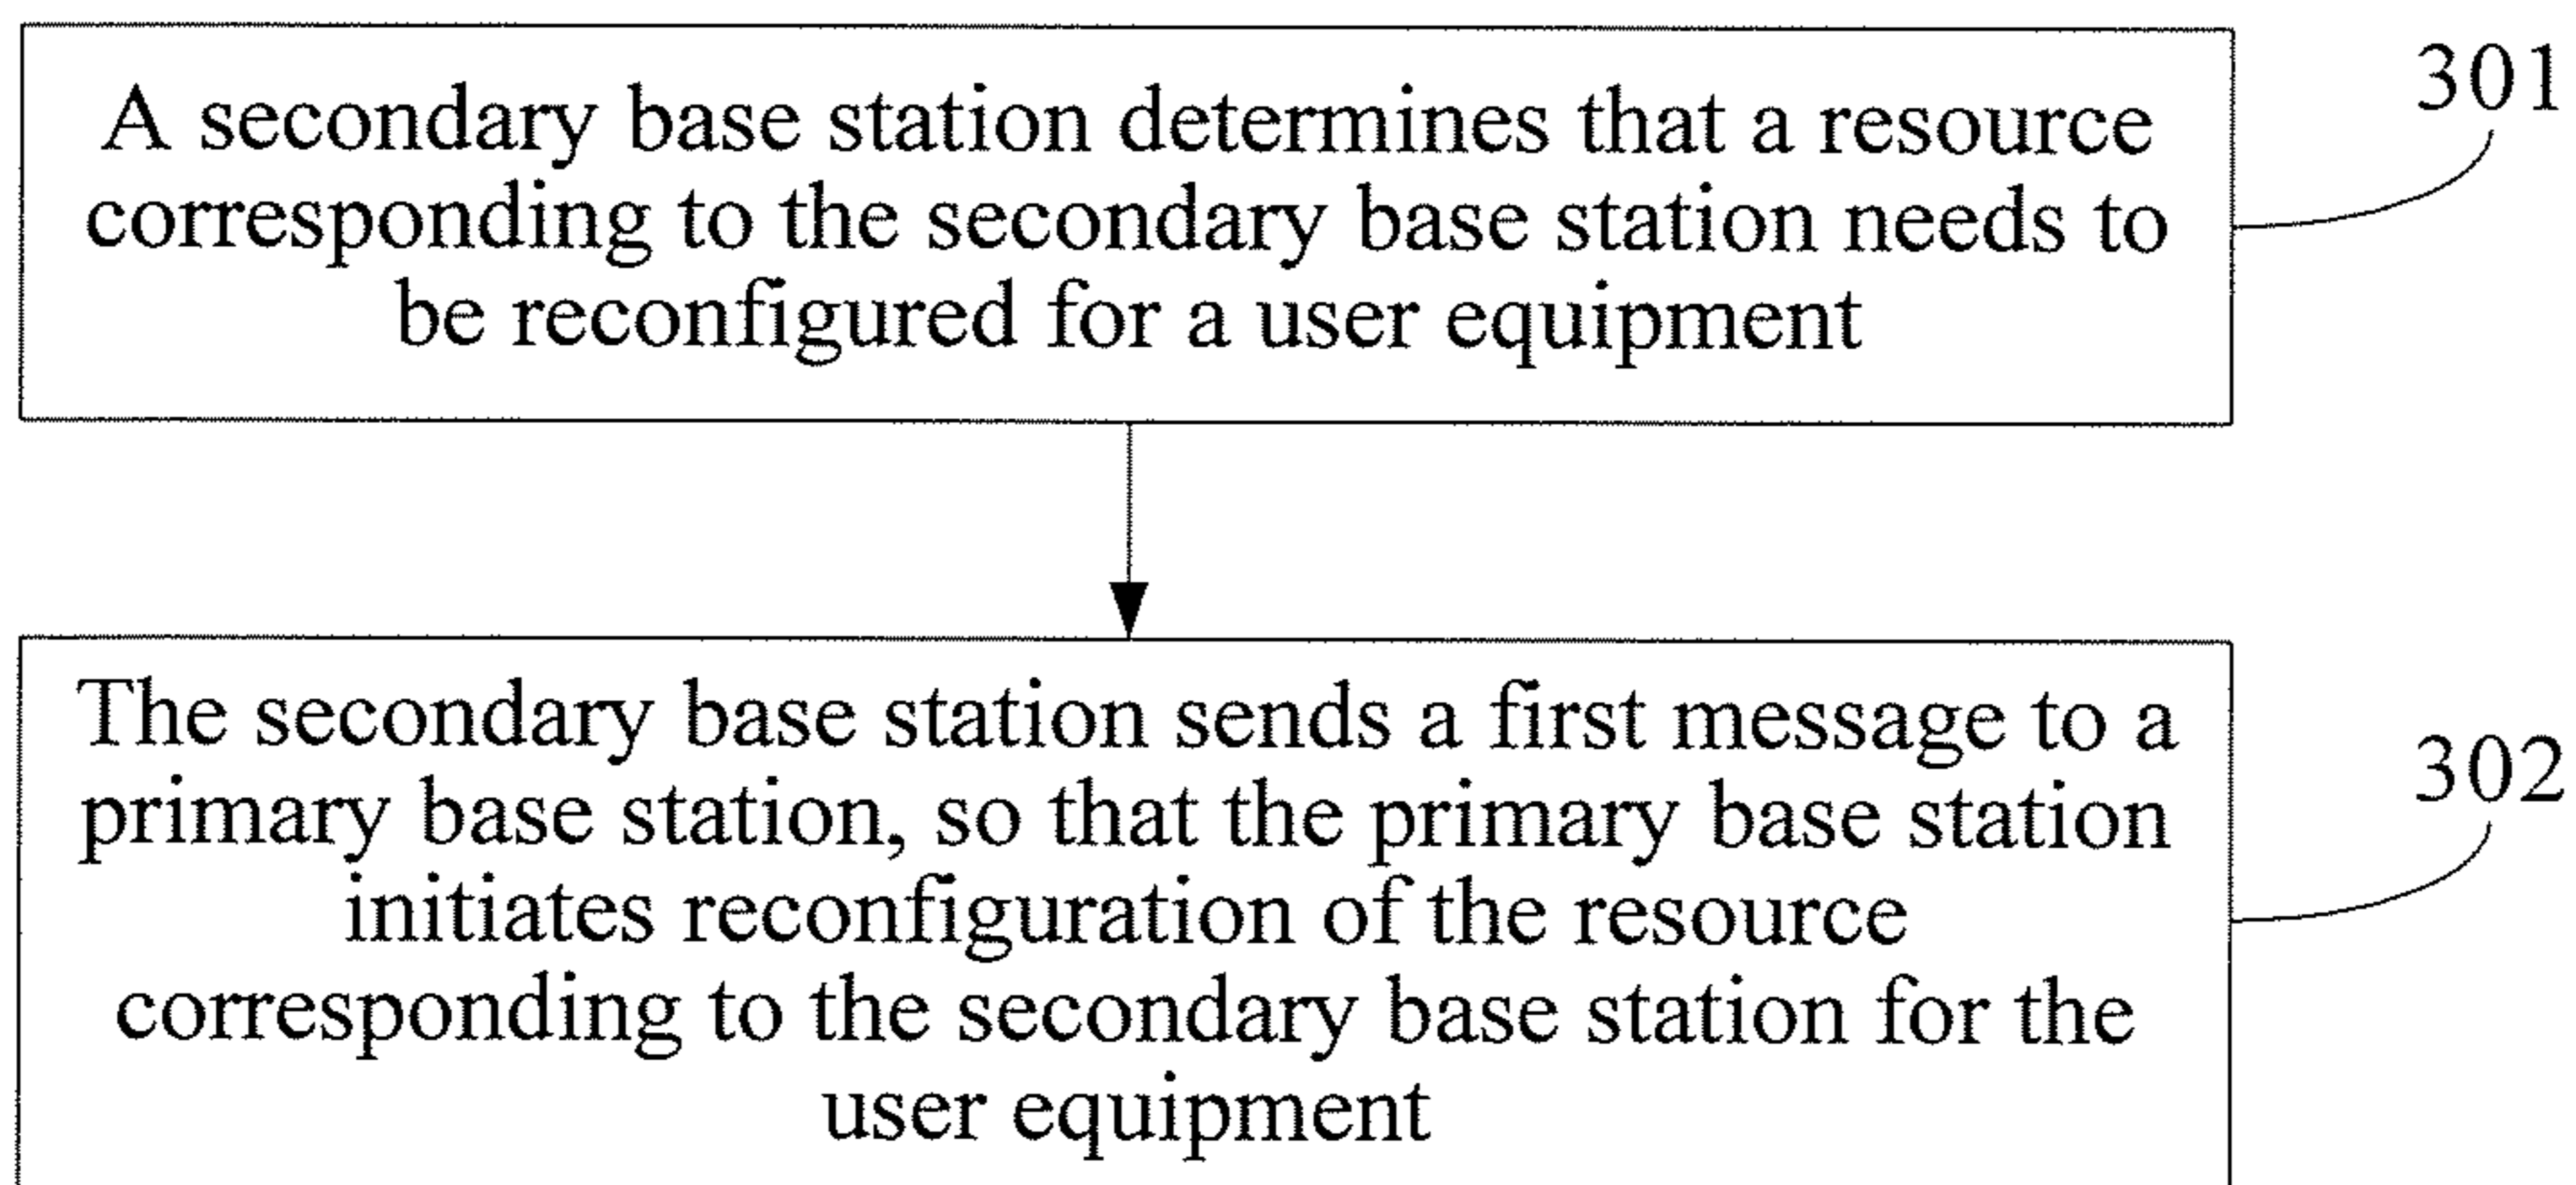 A secondary base station determines that a resource
corresponding to the secondary base station needs to
be reconfigured for a user equipment
301
The secondary base station sends a first message to a
primary base station, so that the primary base station
initiates reconfiguration of the resource
corresponding to the secondary base station for the
user equipment
302